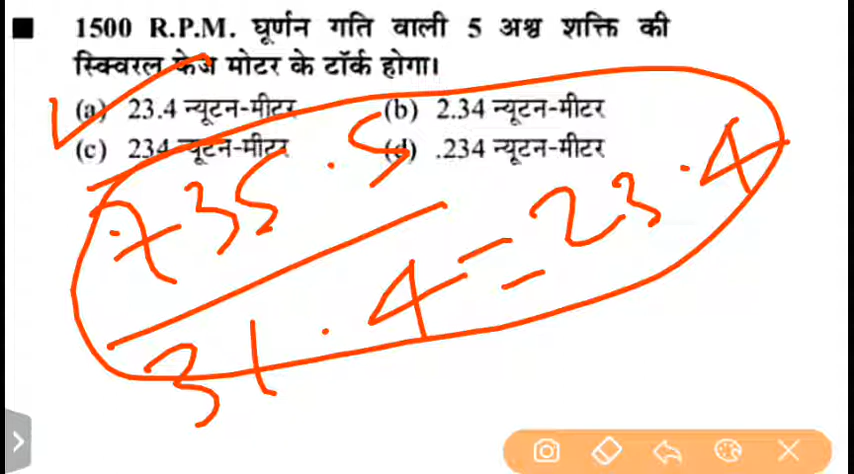 1500 R.P.M. घूर्णन गति वाली 5 अश्व शक्ति की
स्क्विरल फेज मोटर के टॉर्क होगा।
(a) 23.4 न्यूटन-मीटर (b) 2.34 न्यूटन-मीटर
(c) 234 न्यूटन-मीटर (d) .234 न्यूटन-मीटर
735.5
31.4 = 23.4